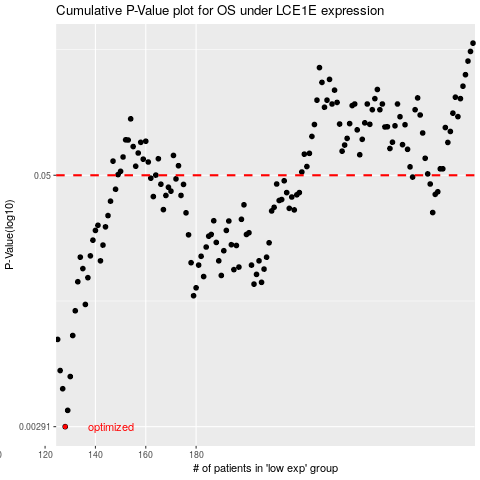 Cumulative P-Value plot for OS under LCE1E expression
P-Value(log10)
0.05
0.00291
optimized
0 120 140 160 180
# of patients in 'low exp' group